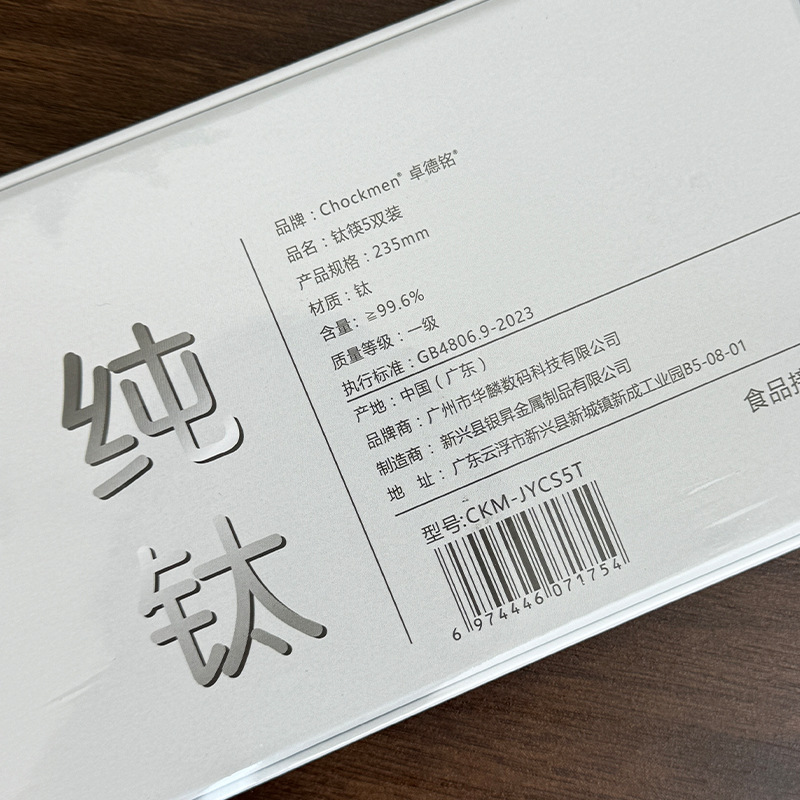 纯钛
品牌：Chockmen® 卓德铭®
品名：钛筷5双装
产品规格：235mm
材质：钛
含量：≧99.6%
质量等级：一级
执行标准：GB4806.9-2023
产地：中国（广东）
品牌商：广州市华麟数码科技有限公司
制造商：新兴县银昇金属制品有限公司
地 址：广东云浮市新兴县新城镇新成工业园B5-08-01
型号:CKM-JYCS5T
6 974446 071754
食品接